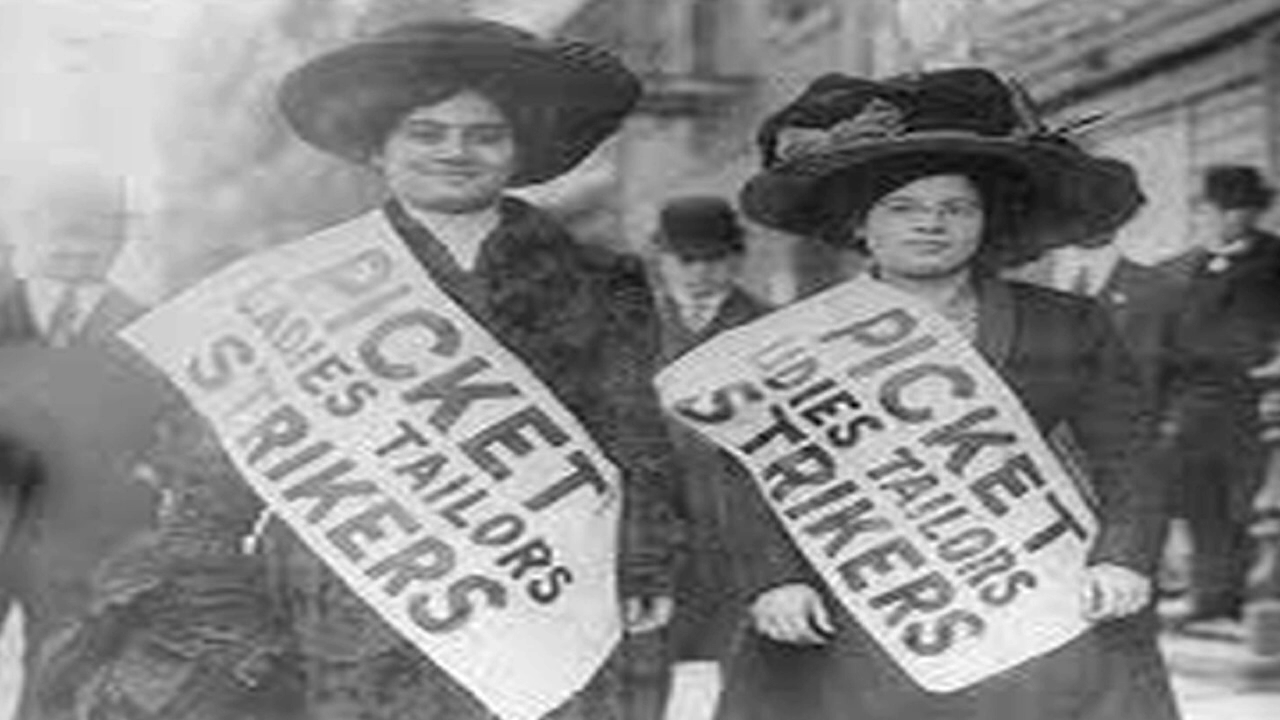 PICKET
LADIES TAILORS
STRIKERS
PICKET
LADIES TAILORS
STRIKERS